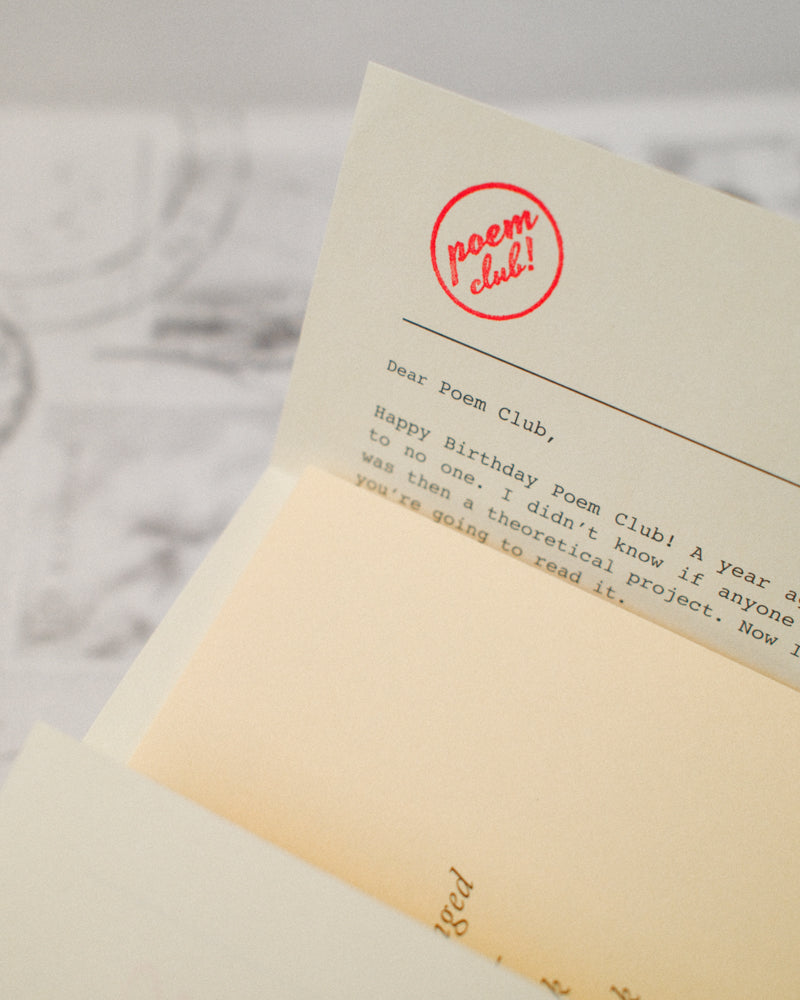 poem
club!
Dear Poem Club,
Happy Birthday Poem Club! A year
to no one. I didn't know if anyone
was then a theoretical project. Now
you're going to read it.